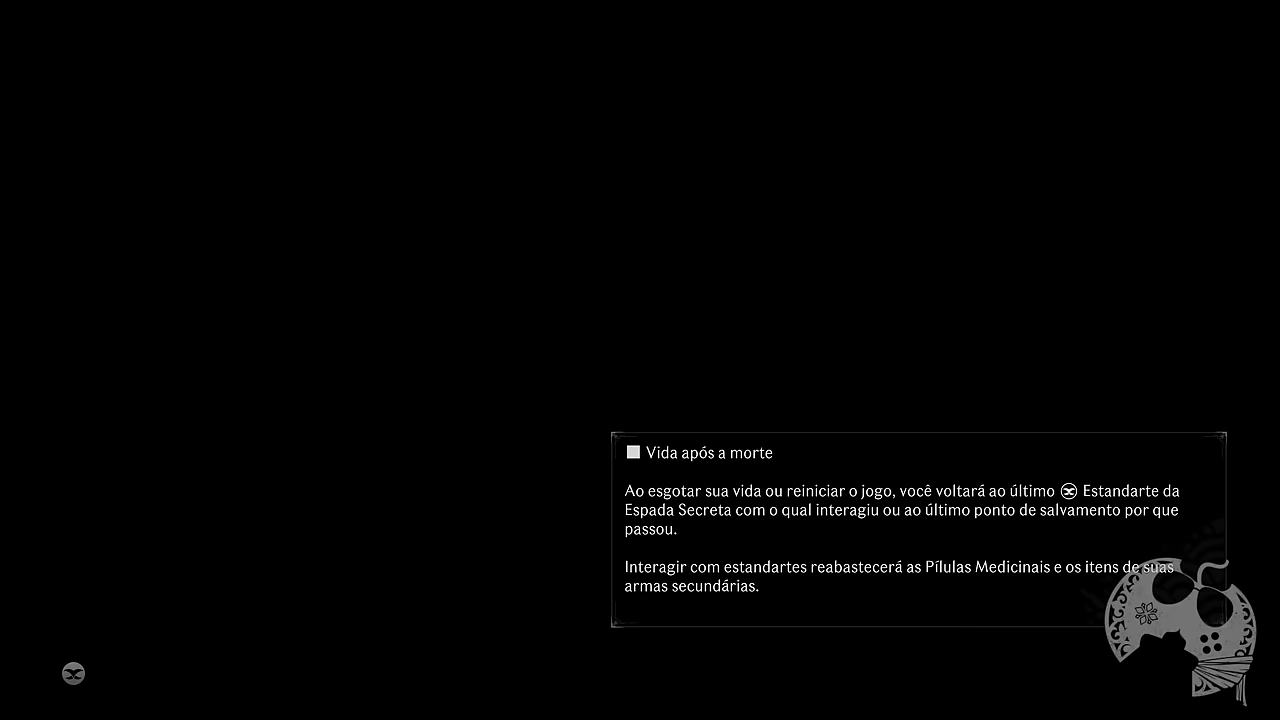 Vida após a morte
Ao esgotar sua vida ou reiniciar o jogo, você voltará ao último Estandarte da
Espada Secreta com o qual interagiu ou ao último ponto de salvamento por que
passou.
Interagir com estandartes reabastecerá as Pílulas Medicinais e os itens de suas
armas secundárias.